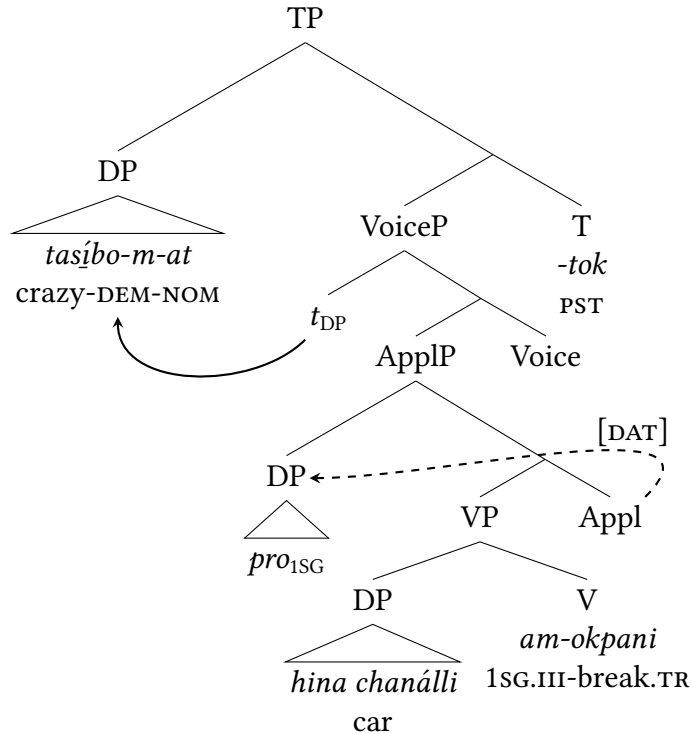 TP
DP
tasí̱bo-m-at
crazy-DEM-NOM
VoiceP
T
-tok
PST
tDP
ApplP
Voice
[DAT]
DP
pro1SG
VP
Appl
DP
V
hina chanálli
am-okpani
car
1SG.III-break.TR